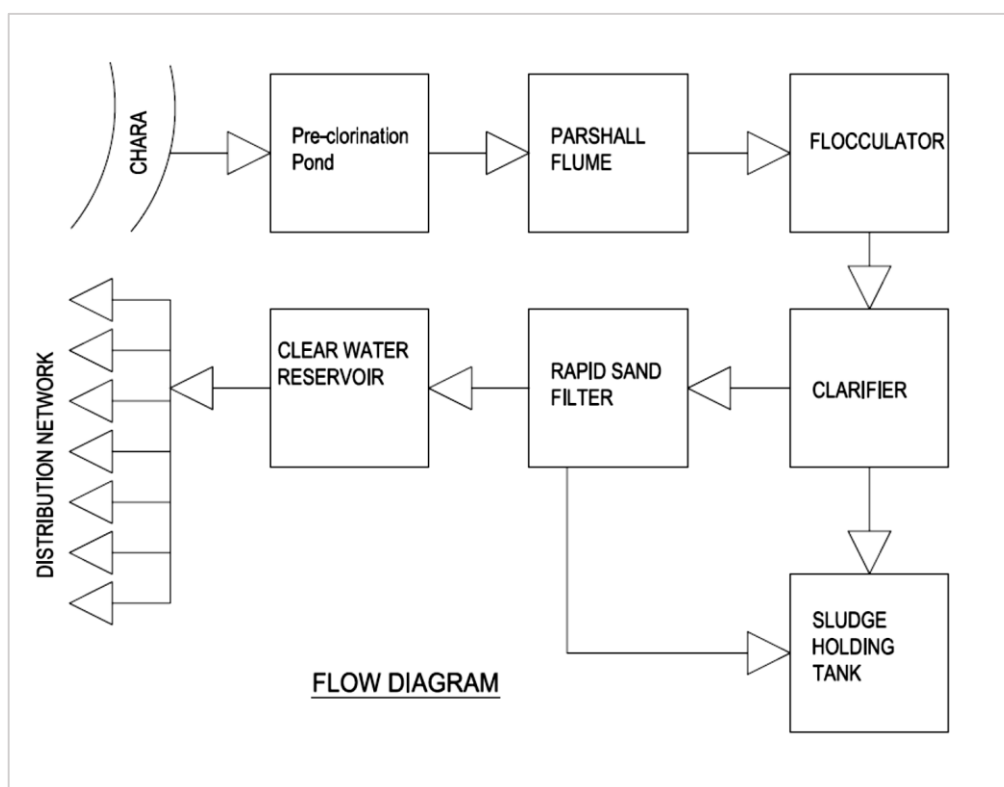 CHARA
Pre-clorination
Pond
PARSHALL
FLUME
FLOCCULATOR
DISTRIBUTION NETWORK
CLEAR WATER
RESERVOIR
RAPID SAND
FILTER
CLARIFIER
SLUDGE
HOLDING
TANK
FLOW DIAGRAM